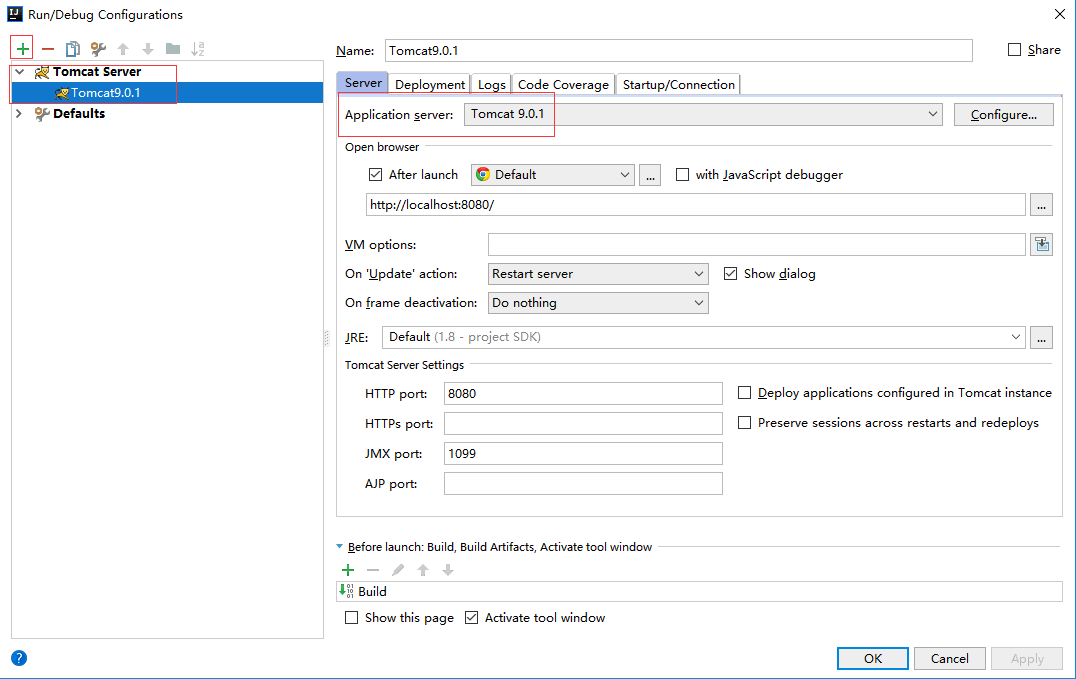 Run/Debug Configurations
Name: Tomcat9.0.1 Share
Tomcat Server
Tomcat9.0.1
Defaults
Server Deployment Logs Code Coverage Startup/Connection
Application server: Tomcat 9.0.1 Configure...
Open browser
After launch Default ... with JavaScript debugger
http://localhost:8080/ ...
VM options:
On 'Update' action: Restart server Show dialog
On frame deactivation: Do nothing
JRE: Default (1.8 - project SDK) ...
Tomcat Server Settings
HTTP port: 8080 Deploy applications configured in Tomcat instance
HTTPs port: Preserve sessions across restarts and redeploys
JMX port: 1099
AJP port:
Before launch: Build, Build Artifacts, Activate tool window
Build
Show this page Activate tool window
? OK Cancel Apply